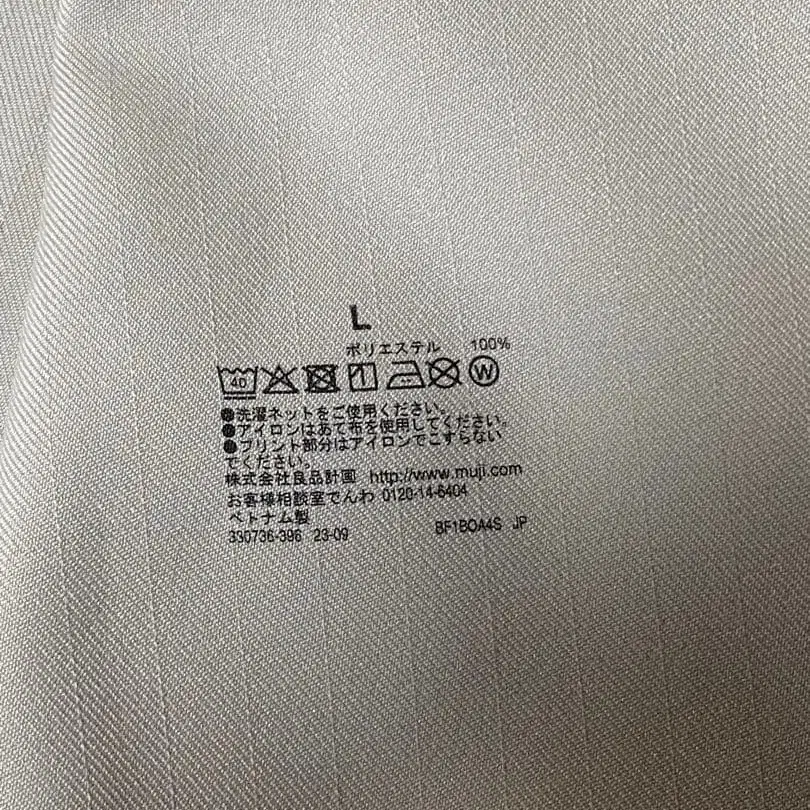 L
ポリエステル 100%
40 W
●洗濯ネットをご使用ください。
●アイロンはあて布を使用してください。
●プリント部分はアイロンでこすらない
でください。
株式会社良品計画 http://www.muji.com
お客様相談室でんわ 0120-14-6404
ベトナム製
330736-396 23-09 BF1BOA4S JP